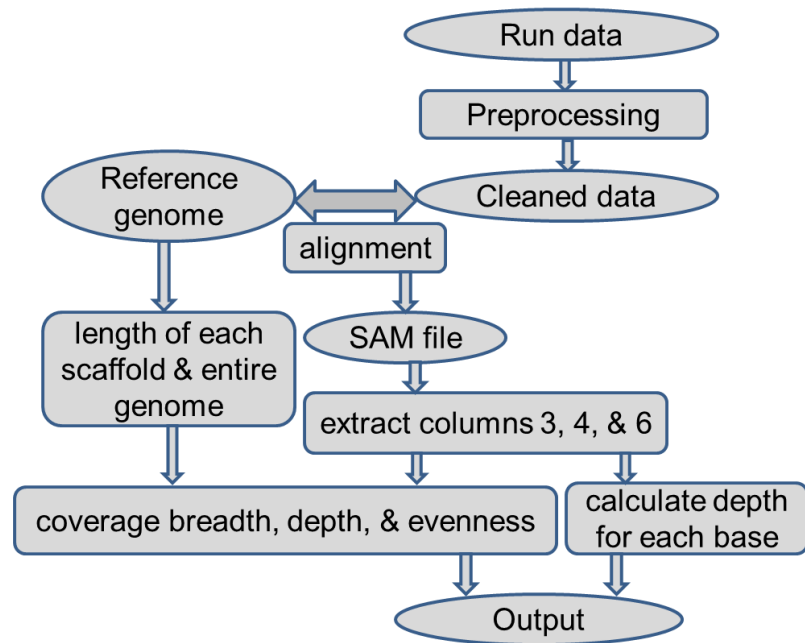 Run data
Preprocessing
Reference
genome
Cleaned data
alignment
length of each
scaffold & entire
genome
SAM file
extract columns 3, 4, & 6
coverage breadth, depth, & evenness
calculate depth
for each base
Output